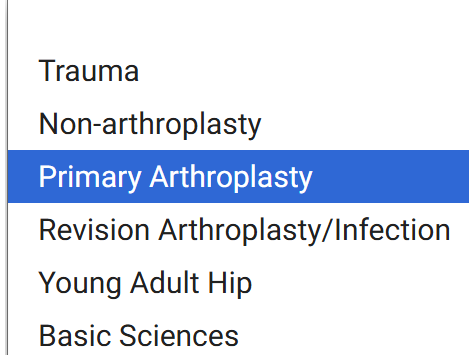 Trauma
Non-arthroplasty
Primary Arthroplasty
Revision Arthroplasty/Infection
Young Adult Hip
Basic Sciences